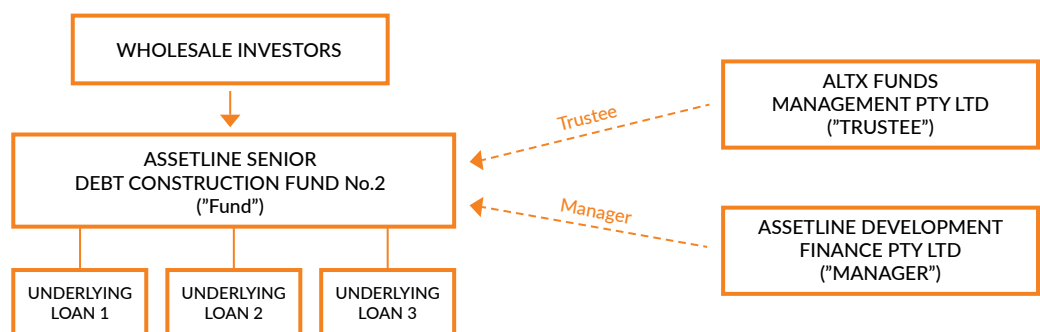 WHOLESALE INVESTORS
ALTX FUNDS
MANAGEMENT PTY LTD
("TRUSTEE")
Trustee
ASSETLINE SENIOR
DEBT CONSTRUCTION FUND No.2
("Fund")
Manager
ASSETLINE DEVELOPMENT
FINANCE PTY LTD
("MANAGER")
UNDERLYING
LOAN 1
UNDERLYING
LOAN 2
UNDERLYING
LOAN 3